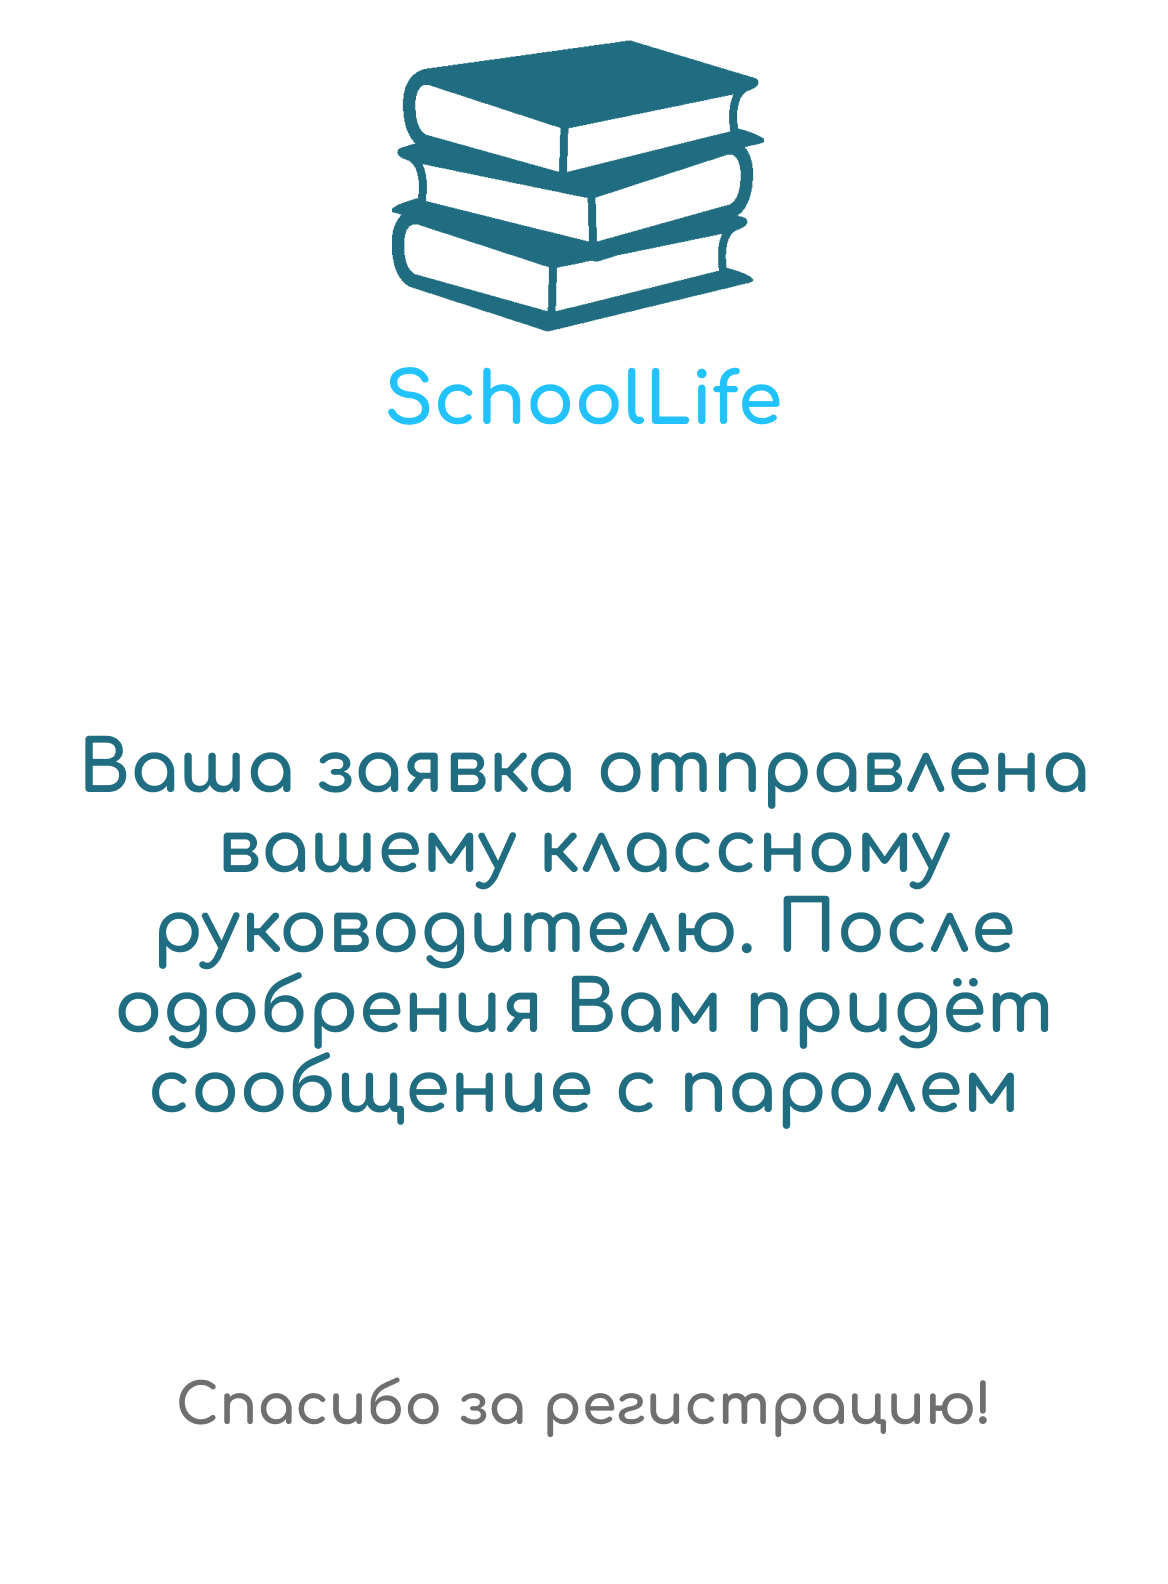 SchoolLife
Ваша заявка отправлена
вашему классному
руководителю. После
одобрения Вам придёт
сообщение с паролем
Спасибо за регистрацию!